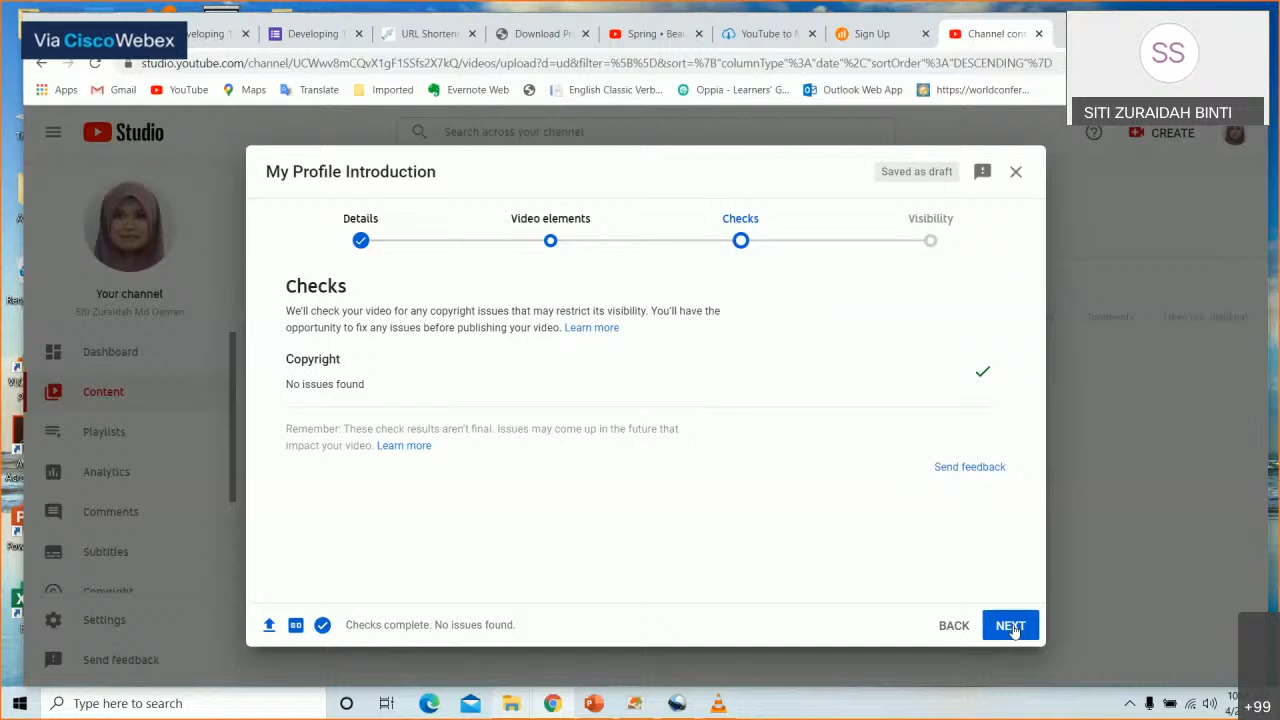 Via CiscoWebex
Developing
URL Shorten
Download Pr
Spring • Bea
YouTube to M
Sign Up
Channel con
SS
SITI ZURAIDAH BINTI
studio.youtube.com/channel/UCWwv8mCQvX1gF1SSfs2X7kQ/videos/upload?d=ud&filter=%5B%5D&sort=%7B"columnType"%3A"date"%2C"sortOrder"%3A"DESCENDING"%7D
Apps
Gmail
YouTube
Maps
Translate
Imported
Evernote Web
English Classic Verb...
Oppia - Learners' G...
Outlook Web App
https://worldconfer...
Studio
Search across your channel
CREATE
My Profile Introduction
Saved as draft
Details
Video elements
Checks
Visibility
Your channel
Siti Zuraidah Md Osman
Dashboard
Content
Playlists
Analytics
Comments
Subtitles
Copyright
Settings
Send feedback
Checks
We'll check your video for any copyright issues that may restrict its visibility. You'll have the
opportunity to fix any issues before publishing your video. Learn more
Copyright
No issues found
Remember: These check results aren't final. Issues may come up in the future that
impact your video. Learn more
Send feedback
Comments
Checks complete. No issues found.
BACK
NEXT
Type here to search
+99